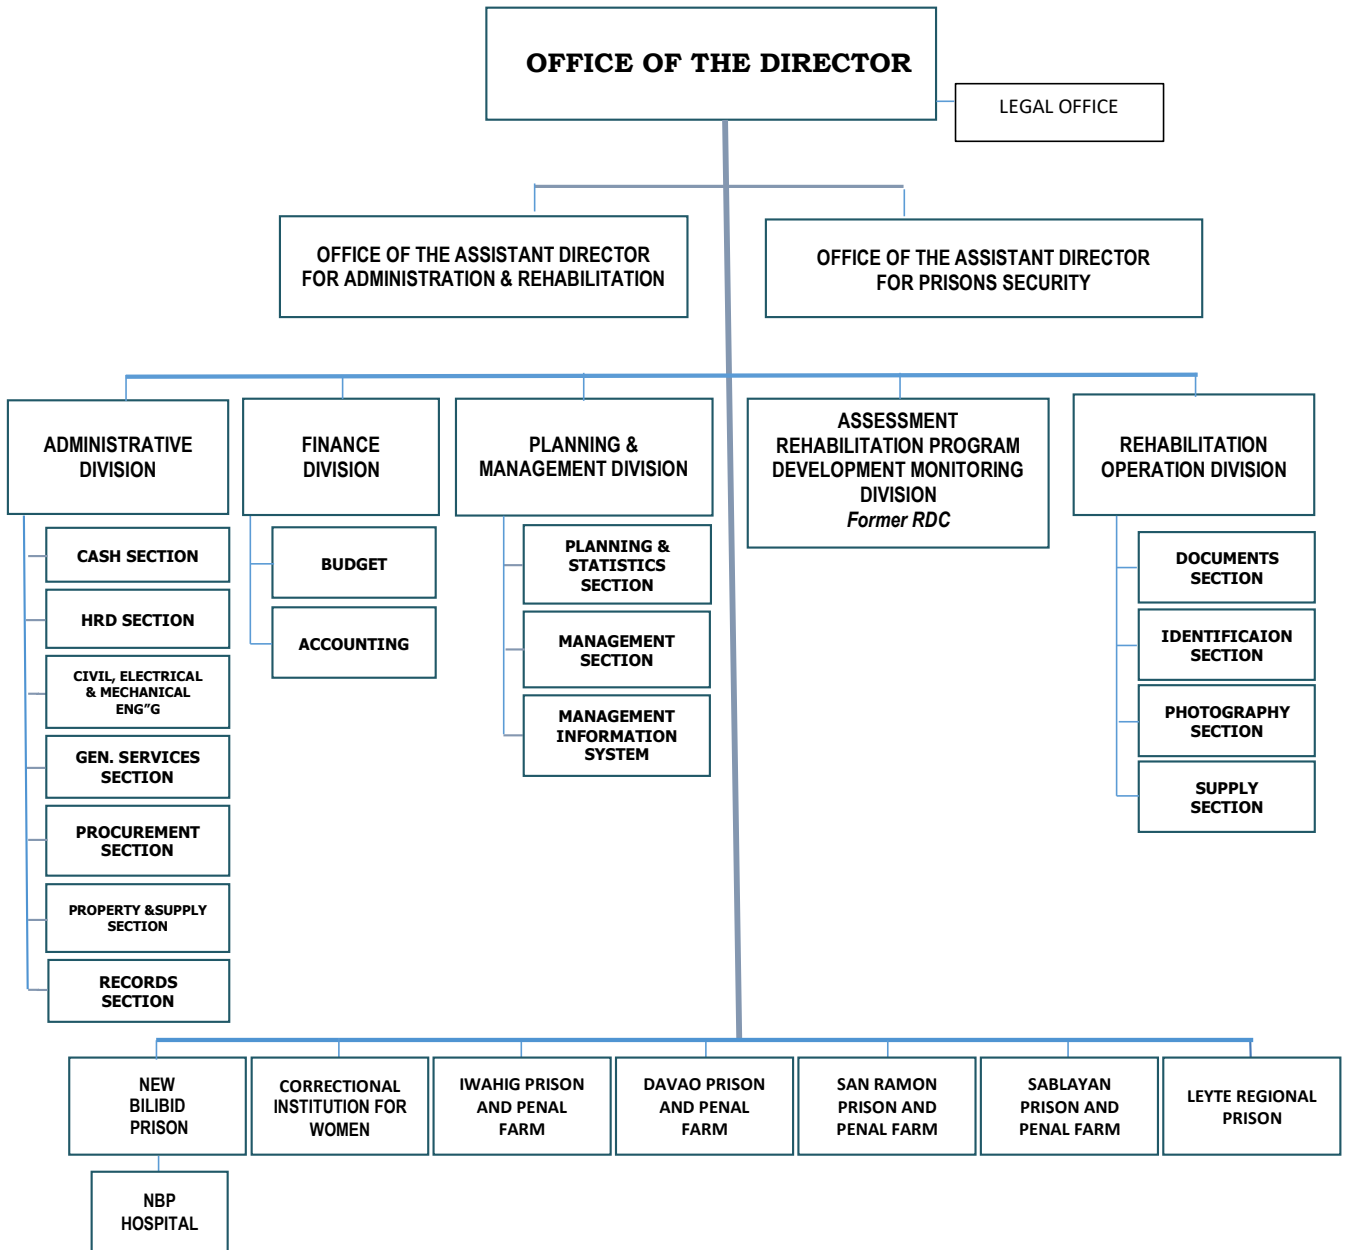 OFFICE OF THE DIRECTOR
LEGAL OFFICE
OFFICE OF THE ASSISTANT DIRECTOR
FOR ADMINISTRATION & REHABILITATION
OFFICE OF THE ASSISTANT DIRECTOR
FOR PRISONS SECURITY
ADMINISTRATIVE
DIVISION
FINANCE
DIVISION
PLANNING &
MANAGEMENT DIVISION
ASSESSMENT
REHABILITATION PROGRAM
DEVELOPMENT MONITORING
DIVISION
Former RDC
REHABILITATION
OPERATION DIVISION
CASH SECTION
HRD SECTION
CIVIL, ELECTRICAL
& MECHANICAL
ENG"G
GEN. SERVICES
SECTION
PROCUREMENT
SECTION
PROPERTY &SUPPLY
SECTION
RECORDS
SECTION
BUDGET
ACCOUNTING
PLANNING &
STATISTICS
SECTION
MANAGEMENT
SECTION
MANAGEMENT
INFORMATION
SYSTEM
DOCUMENTS
SECTION
IDENTIFICAION
SECTION
PHOTOGRAPHY
SECTION
SUPPLY
SECTION
NEW
BILIBID
PRISON
CORRECTIONAL
INSTITUTION FOR
WOMEN
IWAHIG PRISON
AND PENAL
FARM
DAVAO PRISON
AND PENAL
FARM
SAN RAMON
PRISON AND
PENAL FARM
SABLAYAN
PRISON AND
PENAL FARM
LEYTE REGIONAL
PRISON
NBP
HOSPITAL